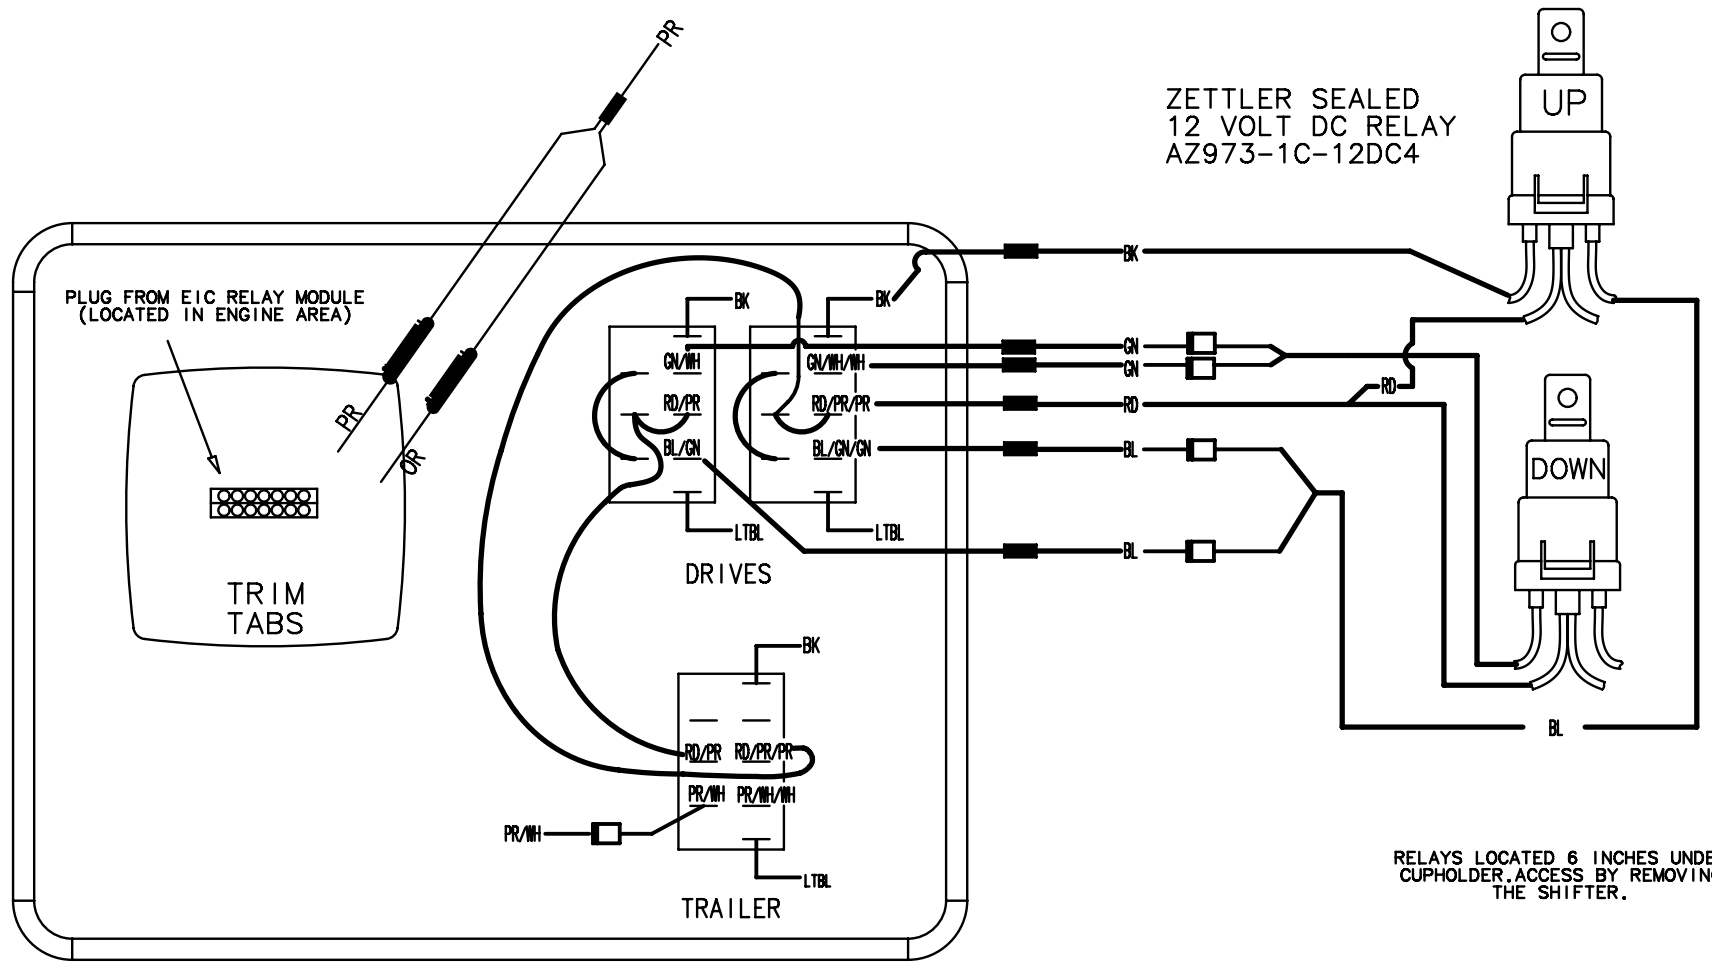 PR
ZETTLER SEALED
12 VOLT DC RELAY
AZ973-1C-12DC4
UP
BK
PLUG FROM EIC RELAY MODULE
(LOCATED IN ENGINE AREA)
BK
BK
GN/WH
GN/WH/WH
GN
GN
RD
RD/PR
RD/PR/PR
RD
PR
OR
BL/GN
BL/GN/GN
BL
DOWN
LTBL
LTBL
BL
DRIVES
TRIM
TABS
BK
BL
RD/PR
RD/PR/PR
PR/WH
PR/WH/WH
PR/WH
LTBL
TRAILER
RELAYS LOCATED 6 INCHES UNDE
CUPHOLDER.ACCESS BY REMOVING
THE SHIFTER.